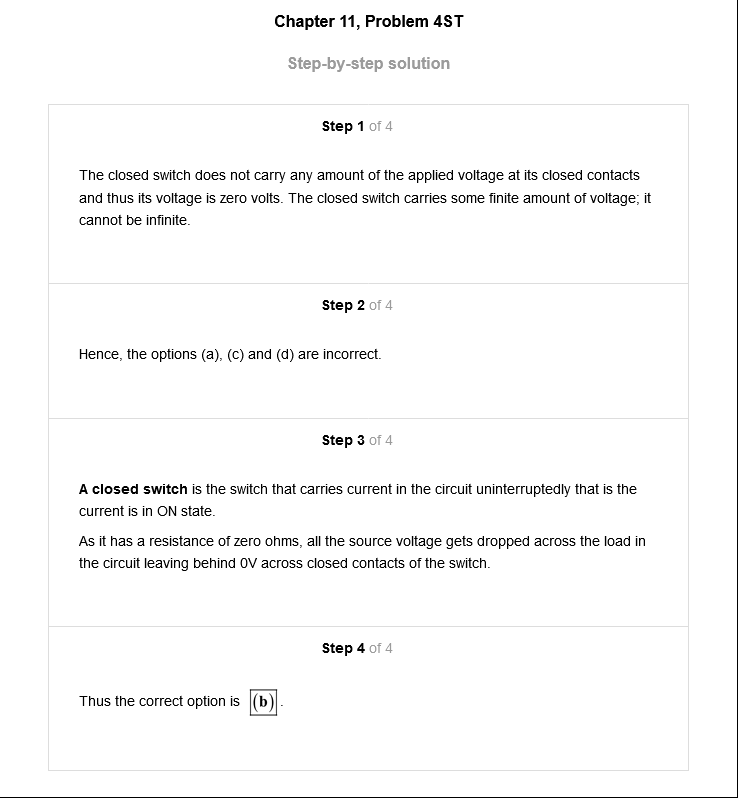 Chapter 11, Problem 4ST
Step-by-step solution
Step 1 of 4
The closed switch does not carry any amount of the applied voltage at its closed contacts
and thus its voltage is zero volts. The closed switch carries some finite amount of voltage; it
cannot be infinite.
Step 2 of 4
Hence, the options (a), (c) and (d) are incorrect.
Step 3 of 4
A closed switch is the switch that carries current in the circuit uninterruptedly that is the
current is in ON state.
As it has a resistance of zero ohms, all the source voltage gets dropped across the load in
the circuit leaving behind 0V across closed contacts of the switch.
Step 4 of 4
Thus the correct option is (b).